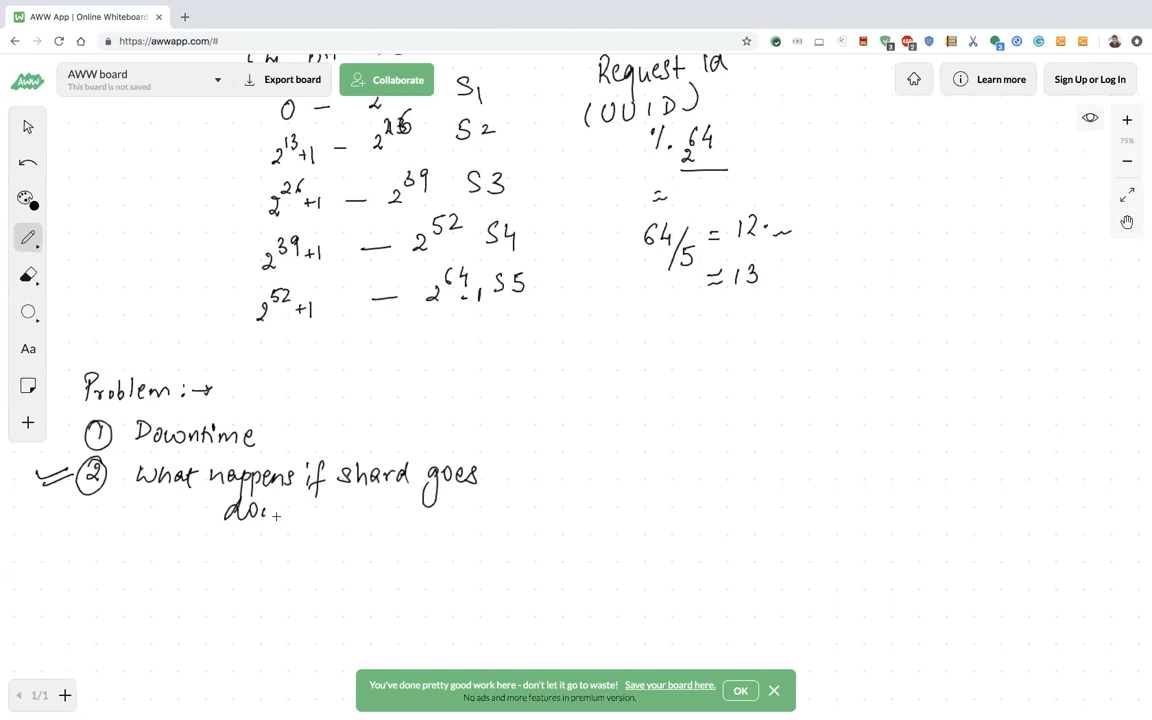 AWW App | Online Whiteboard
https://awwapp.com/#
AWW board
This board is not saved
Export board
Collaborate
Learn more
Sign Up or Log In
75%
Aa
Request id
(UUID)
% 2^64
≈
64/5 = 12.~
≈ 13
0 – 2 S1
2^13+1 – 2^26 S2
2^26+1 – 2^39 S3
2^39+1 – 2^52 S4
2^52+1 – 2^64-1 S5
Problem :→
① Downtime
② What happens if shard goes
do
1/1
You've done pretty good work here - don't let it go to waste! Save your board here.
No ads and more features in premium version.
OK